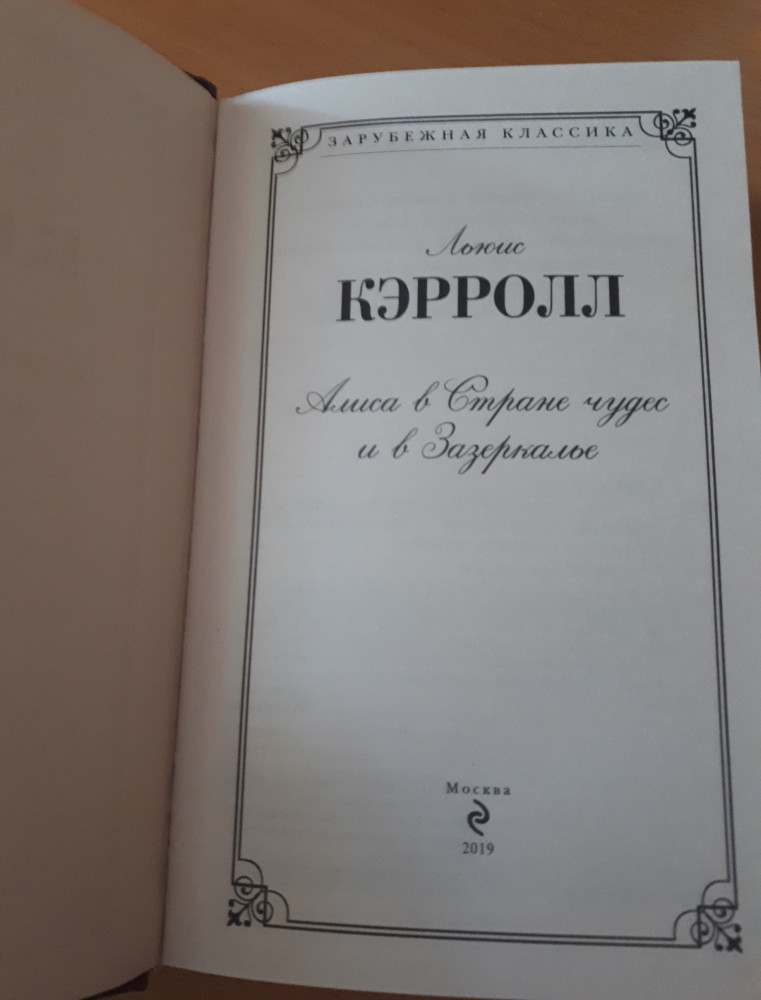 ЗАРУБЕЖНАЯ КЛАССИКА
Льюис
КЭРРОЛЛ
Алиса в Стране чудес
и в Зазеркалье
Москва
2019